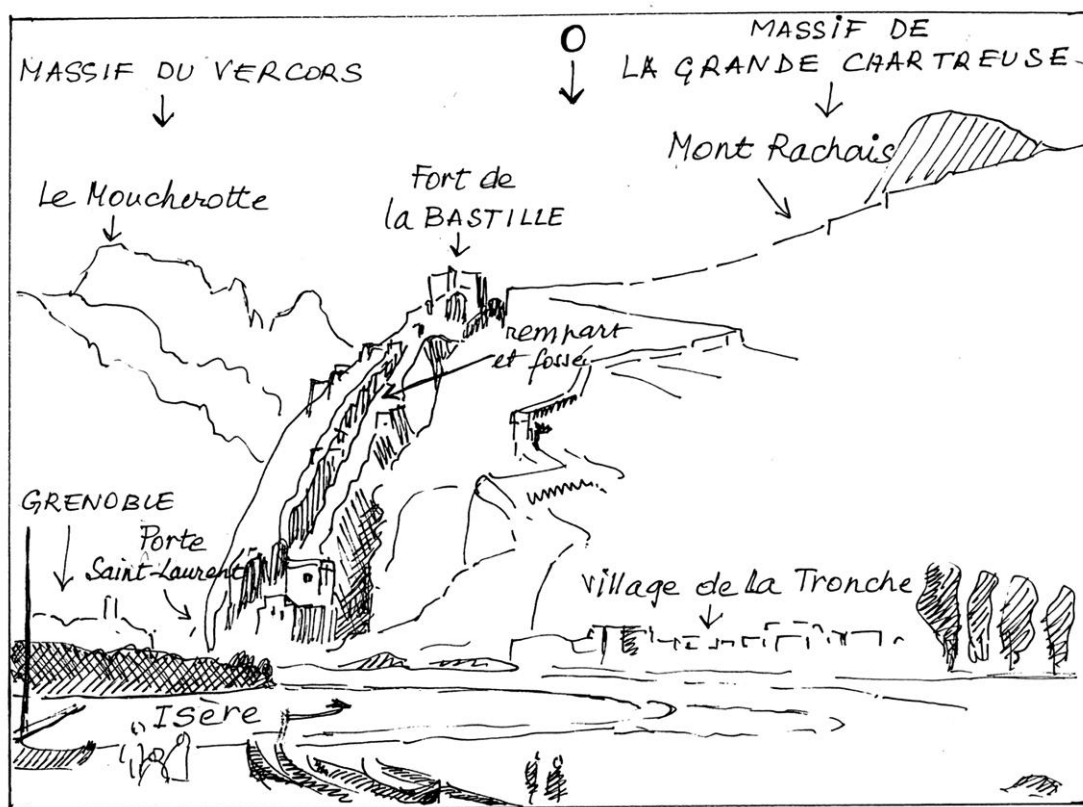 O
MASSIF DU VERCORS
MASSIF DE
LA GRANDE CHARTREUSE
Mont Rachais
Le Moucherotte
Fort de
la BASTILLE
rempart
et fossé
GRENOBLE
Porte
Saint-Laurent
Village de La Tronche
Isère